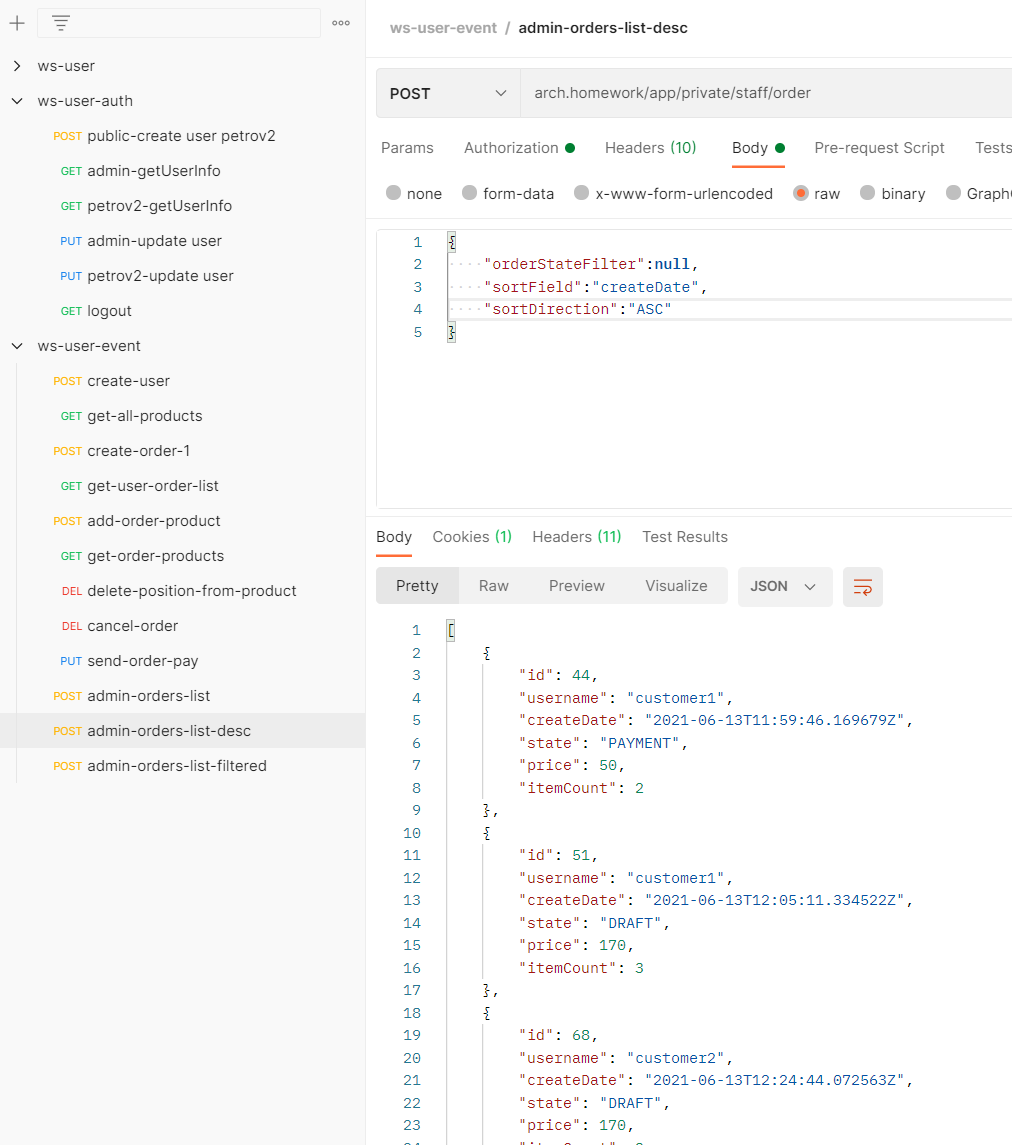 ws-user
ws-user-auth
POST public-create user petrov2
GET admin-getUserInfo
GET petrov2-getUserInfo
PUT admin-update user
PUT petrov2-update user
GET logout
ws-user-event
POST create-user
GET get-all-products
POST create-order-1
GET get-user-order-list
POST add-order-product
GET get-order-products
DEL delete-position-from-product
DEL cancel-order
PUT send-order-pay
POST admin-orders-list
POST admin-orders-list-desc
POST admin-orders-list-filtered
ws-user-event / admin-orders-list-desc
POST arch.homework/app/private/staff/order
Params Authorization Headers (10) Body Pre-request Script Tests
none form-data x-www-form-urlencoded raw binary
1 {
2 "orderStateFilter":null,
3 "sortField":"createDate",
4 "sortDirection":"ASC"
5 }
Body Cookies (1) Headers (11) Test Results
Pretty Raw Preview Visualize JSON
1 [
2 {
3 "id": 44,
4 "username": "customer1",
5 "createDate": "2021-06-13T11:59:46.169679Z",
6 "state": "PAYMENT",
7 "price": 50,
8 "itemCount": 2
9 },
10 {
11 "id": 51,
12 "username": "customer1",
13 "createDate": "2021-06-13T12:05:11.334522Z",
14 "state": "DRAFT",
15 "price": 170,
16 "itemCount": 3
17 },
18 {
19 "id": 68,
20 "username": "customer2",
21 "createDate": "2021-06-13T12:24:44.072563Z",
22 "state": "DRAFT",
23 "price": 170,